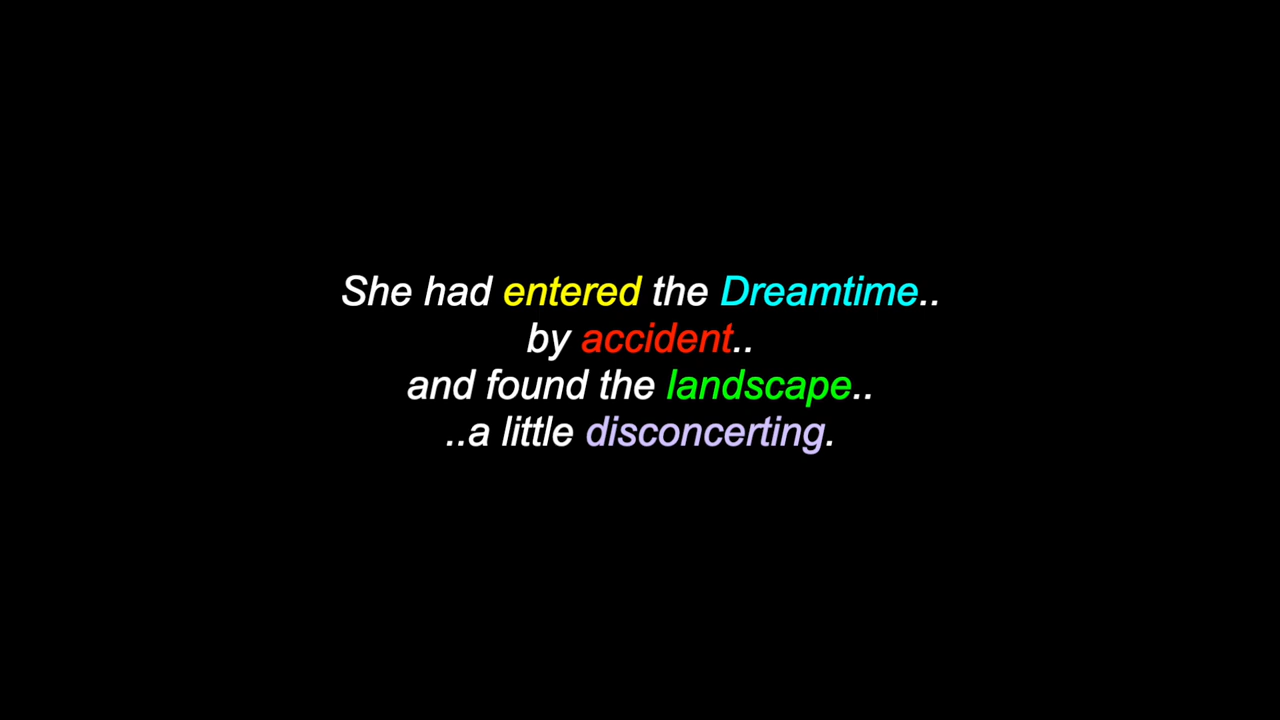 She had entered the Dreamtime..
by accident..
and found the landscape..
..a little disconcerting.